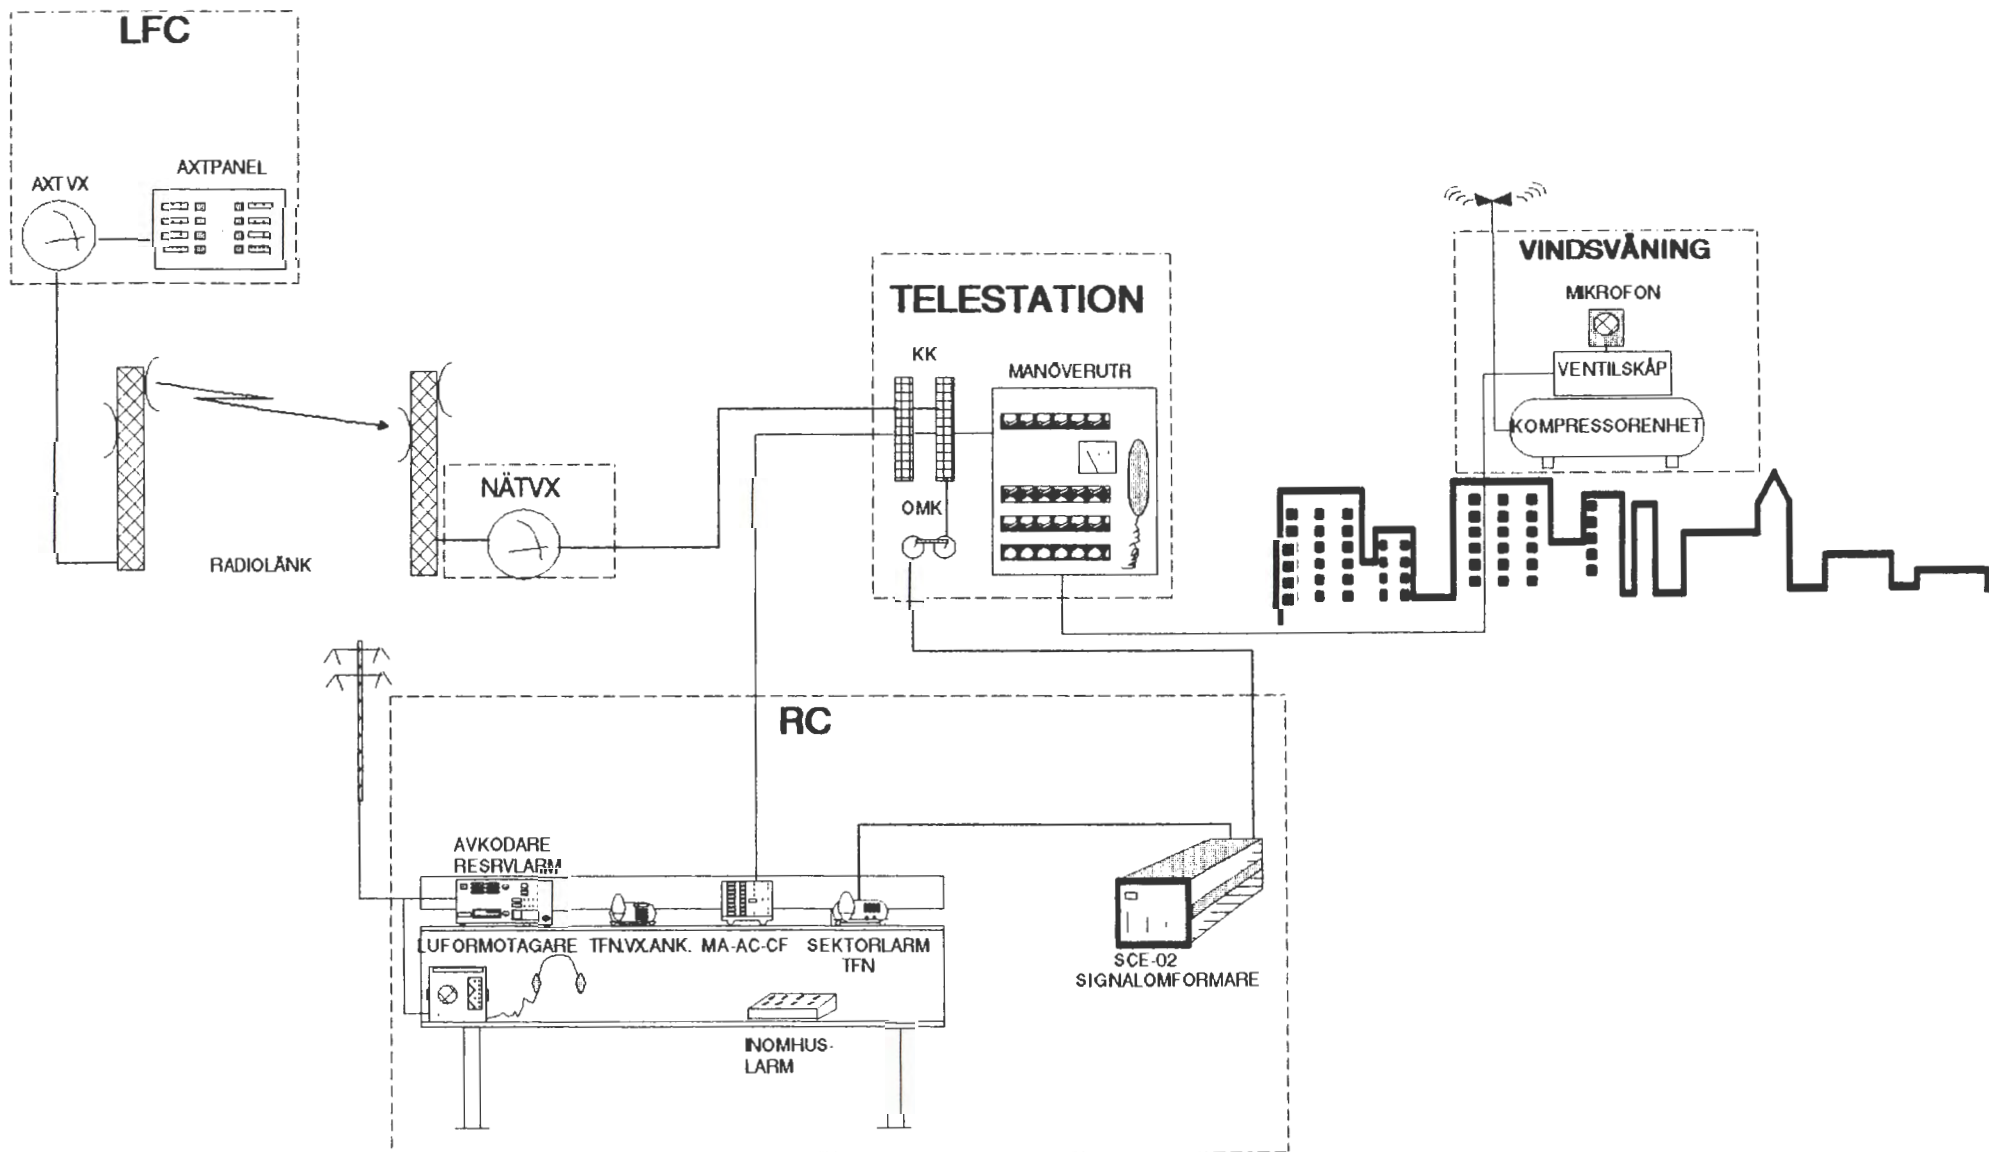 LFC
AXTPANEL
AXT VX
RADIOLÄNK
NÄTVX
TELESTATION
KK
MANÖVERUTR
OMK
VINDSVÅNING
MIKROFON
VENTILSKÅP
KOMPRESSORENHET
RC
AVKODARE
RESRVLARM
LUFORMOTAGARE
TFN.VX.ANK.
MA-AC-CF
SEKTORLARM
TFN
SCE-02
SIGNALOMFORMARE
INOMHUS-
LARM